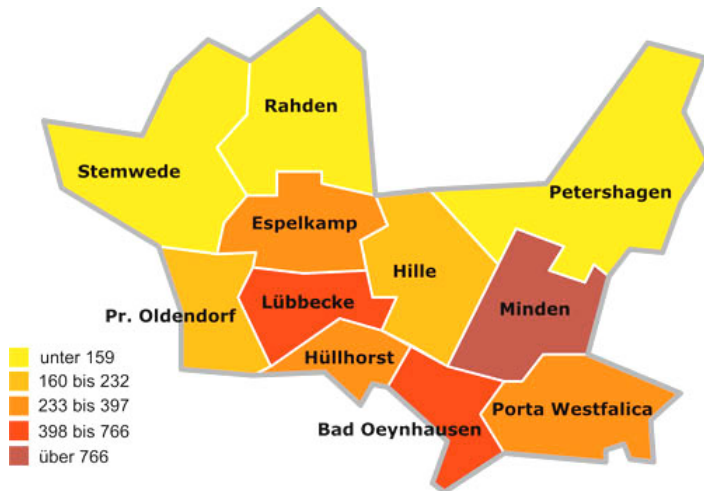 Rahden
Stemwede
Petershagen
Espelkamp
Hille
Lübbecke
Minden
Pr. Oldendorf
Hüllhorst
Porta Westfalica
Bad Oeynhausen
unter 159
160 bis 232
233 bis 397
398 bis 766
über 766